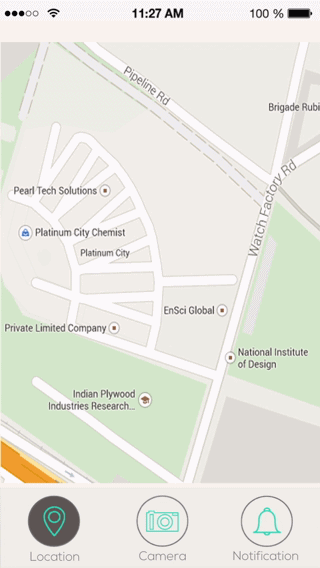 11:27 AM 100 %
Pipeline Rd
Brigade Rubi
Watch Factory Rd
Pearl Tech Solutions
Platinum City Chemist
Platinum City
EnSci Global
Private Limited Company
National Institute
of Design
Indian Plywood
Industries Research...
Location Camera Notification